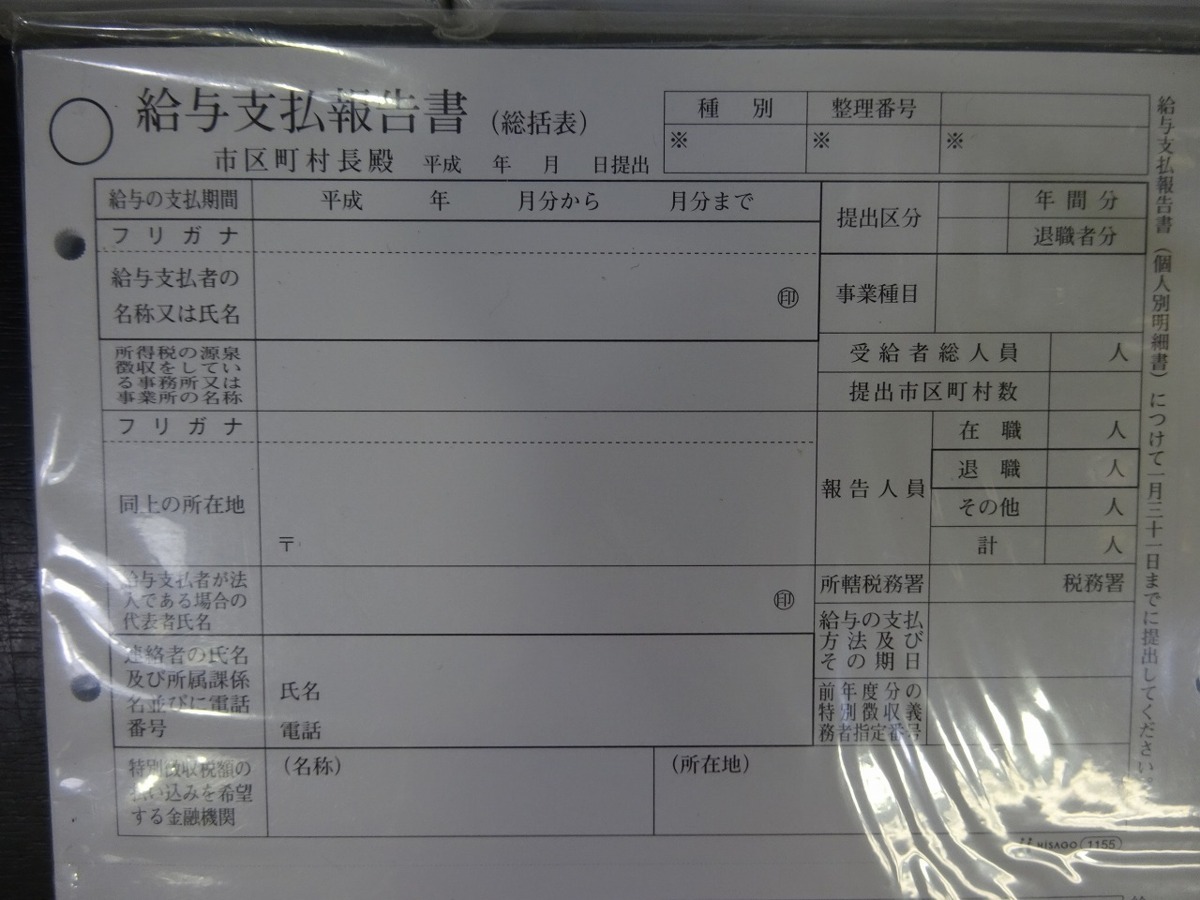 給与支払報告書（総括表）
市区町村長殿 平成 年 月 日提出
種別 整理番号
※ ※ ※
給与の支払期間 平成 年 月分から 月分まで
フリガナ
給与支払者の
名称又は氏名
印
所得税の源泉
徴収をしてい
る事務所又は
事業所の名称
フリガナ
同上の所在地
〒
給与支払者が法
人である場合の
代表者氏名
印
連絡者の氏名
及び所属課係
名並びに電話
番号
氏名
電話
特別徴収税額の
払い込みを希望
する金融機関
（名称）
（所在地）
提出区分
年間分
退職者分
事業種目
受給者総人員 人
提出市区町村数
報告人員
在職 人
退職 人
その他 人
計 人
所轄税務署 税務署
給与の支払
方法及び
その期日
前年度分の
特別徴収義
務者指定番号
給与支払報告書（個人別明細書）につけて一月三十一日までに提出してください。
HISAGO 1155